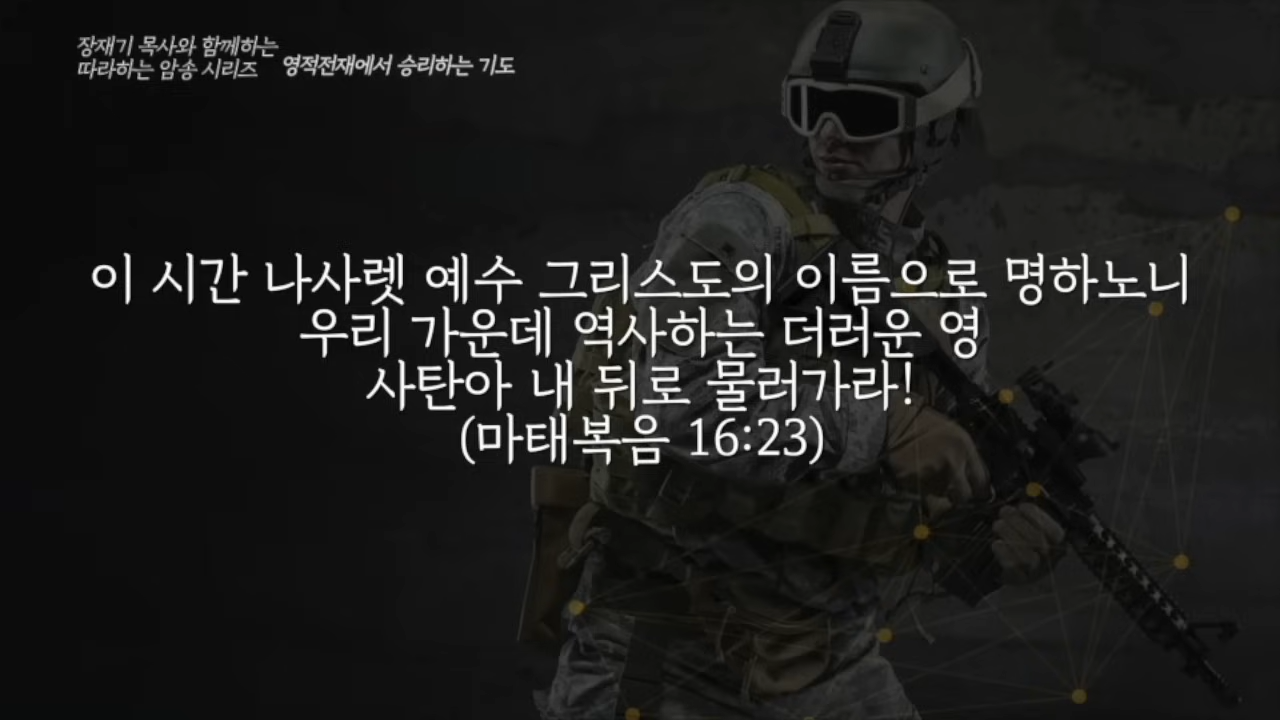 장재기 목사와 함께하는
따라하는 암송 시리즈 영적전재에서 승리하는 기도
이 시간 나사렛 예수 그리스도의 이름으로 명하노니
우리 가운데 역사하는 더러운 영
사탄아 내 뒤로 물러가라!
(마태복음 16:23)